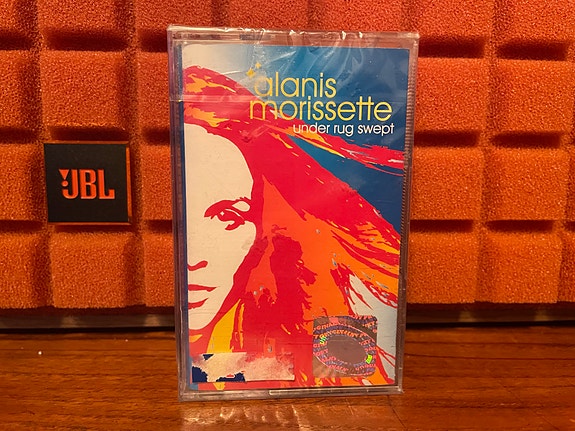 alanis
morissette
under rug swept
JBL